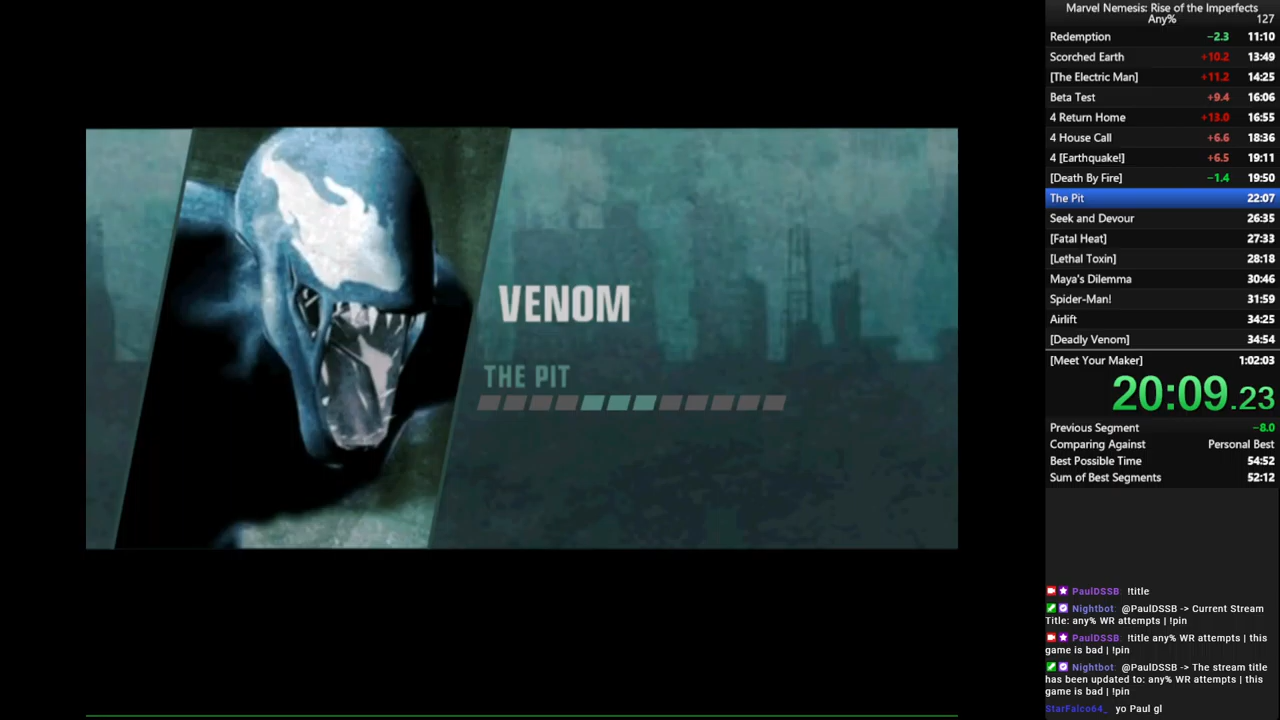 VENOM
THE PIT
Marvel Nemesis: Rise of the Imperfects
Any% 127
Redemption −2.3 11:10
Scorched Earth +10.2 13:49
[The Electric Man] +11.2 14:25
Beta Test +9.4 16:06
4 Return Home +13.0 16:55
4 House Call +6.6 18:36
4 [Earthquake!] +6.5 19:11
[Death By Fire] −1.4 19:50
The Pit 22:07
Seek and Devour 26:35
[Fatal Heat] 27:33
[Lethal Toxin] 28:18
Maya's Dilemma 30:46
Spider-Man! 31:59
Airlift 34:25
[Deadly Venom] 34:54
[Meet Your Maker] 1:02:03
20:09.23
Previous Segment −8.0
Comparing Against Personal Best
Best Possible Time 54:52
Sum of Best Segments 52:12
PaulDSSB: !title
Nightbot: @PaulDSSB -> Current Stream
Title: any% WR attempts | !pin
PaulDSSB: !title any% WR attempts | this
game is bad | !pin
Nightbot: @PaulDSSB -> The stream title
has been updated to: any% WR attempts | this
game is bad | !pin
StarFalco64_ yo Paul gl